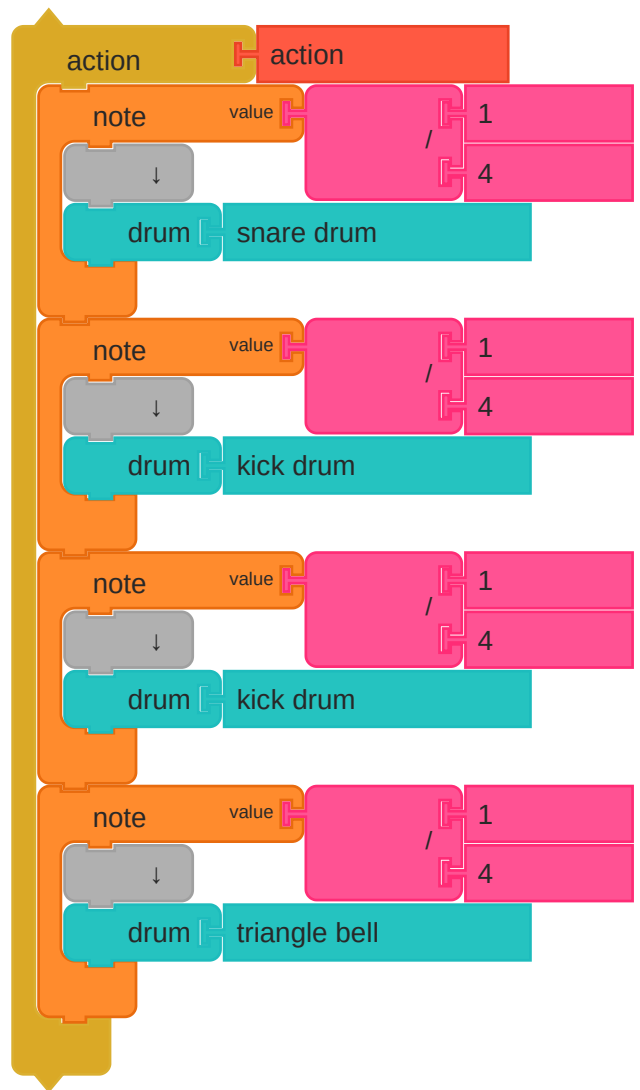 action action
note value / 1
4
↓
drum snare drum
note value / 1
4
↓
drum kick drum
note value / 1
4
↓
drum kick drum
note value / 1
4
↓
drum triangle bell